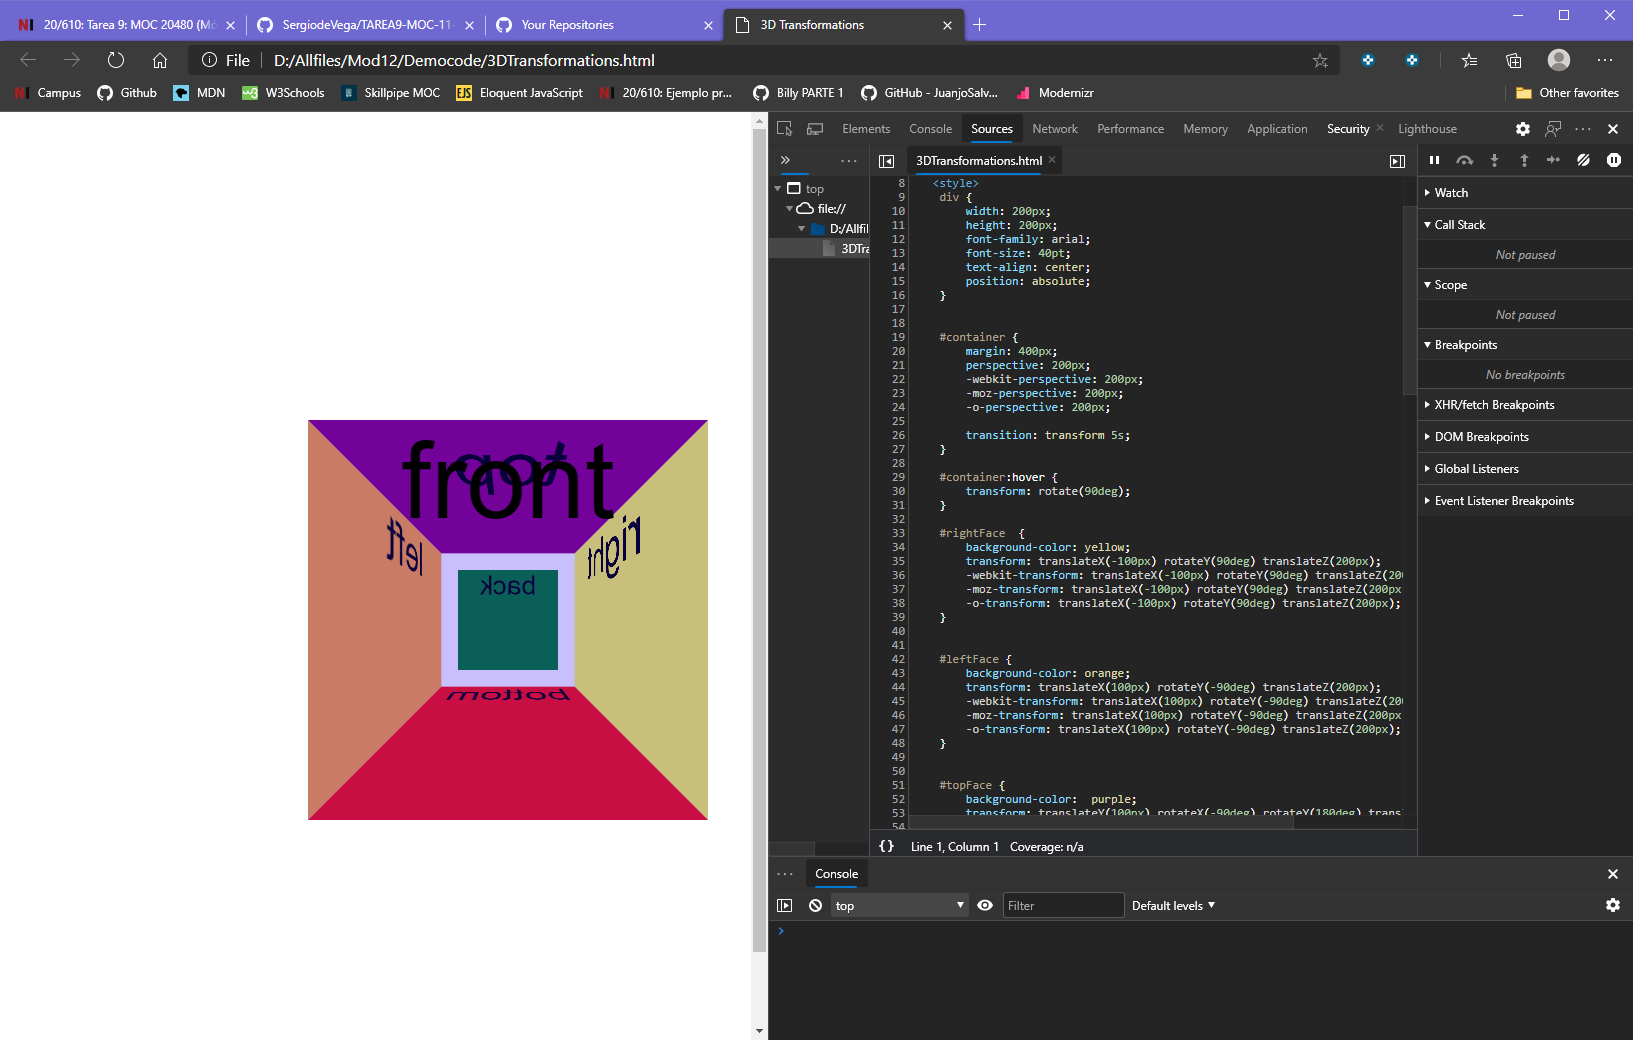 20/610: Tarea 9: MOC 20480 (Mó
SergiodeVega/TAREA9-MOC-11-
Your Repositories
3D Transformations
File
D:/Allfiles/Mod12/Democode/3DTransformations.html
Campus
Github
MDN
W3Schools
Skillpipe MOC
Eloquent JavaScript
20/610: Ejemplo pr...
Billy PARTE 1
GitHub - JuanjoSalv...
Modernizr
Other favorites
front
top
left
right
back
bottom
Elements
Console
Sources
Network
Performance
Memory
Application
Security
Lighthouse
top
file://
D:/Allfil
3DTra
3DTransformations.html
8 <style>
9 div {
10 width: 200px;
11 height: 200px;
12 font-family: arial;
13 font-size: 40pt;
14 text-align: center;
15 position: absolute;
16 }
17
18
19 #container {
20 margin: 400px;
21 perspective: 200px;
22 -webkit-perspective: 200px;
23 -moz-perspective: 200px;
24 -o-perspective: 200px;
25
26 transition: transform 5s;
27 }
28
29 #container:hover {
30 transform: rotate(90deg);
31 }
32
33 #rightFace {
34 background-color: yellow;
35 transform: translateX(-100px) rotateY(90deg) translateZ(200px);
36 -webkit-transform: translateX(-100px) rotateY(90deg) translateZ(20
37 -moz-transform: translateX(-100px) rotateY(90deg) translateZ(200px
38 -o-transform: translateX(-100px) rotateY(90deg) translateZ(200px);
39 }
40
41
42 #leftFace {
43 background-color: orange;
44 transform: translateX(100px) rotateY(-90deg) translateZ(200px);
45 -webkit-transform: translateX(100px) rotateY(-90deg) translateZ(20
46 -moz-transform: translateX(100px) rotateY(-90deg) translateZ(200px
47 -o-transform: translateX(100px) rotateY(-90deg) translateZ(200px);
48 }
49
50
51 #topFace {
52 background-color: purple;
53 transform: translateY(100px) rotateX(-90deg) rotateY(180deg) trans
54
{} Line 1, Column 1 Coverage: n/a
Watch
Call Stack
Not paused
Scope
Not paused
Breakpoints
No breakpoints
XHR/fetch Breakpoints
DOM Breakpoints
Global Listeners
Event Listener Breakpoints
Console
top
Filter
Default levels